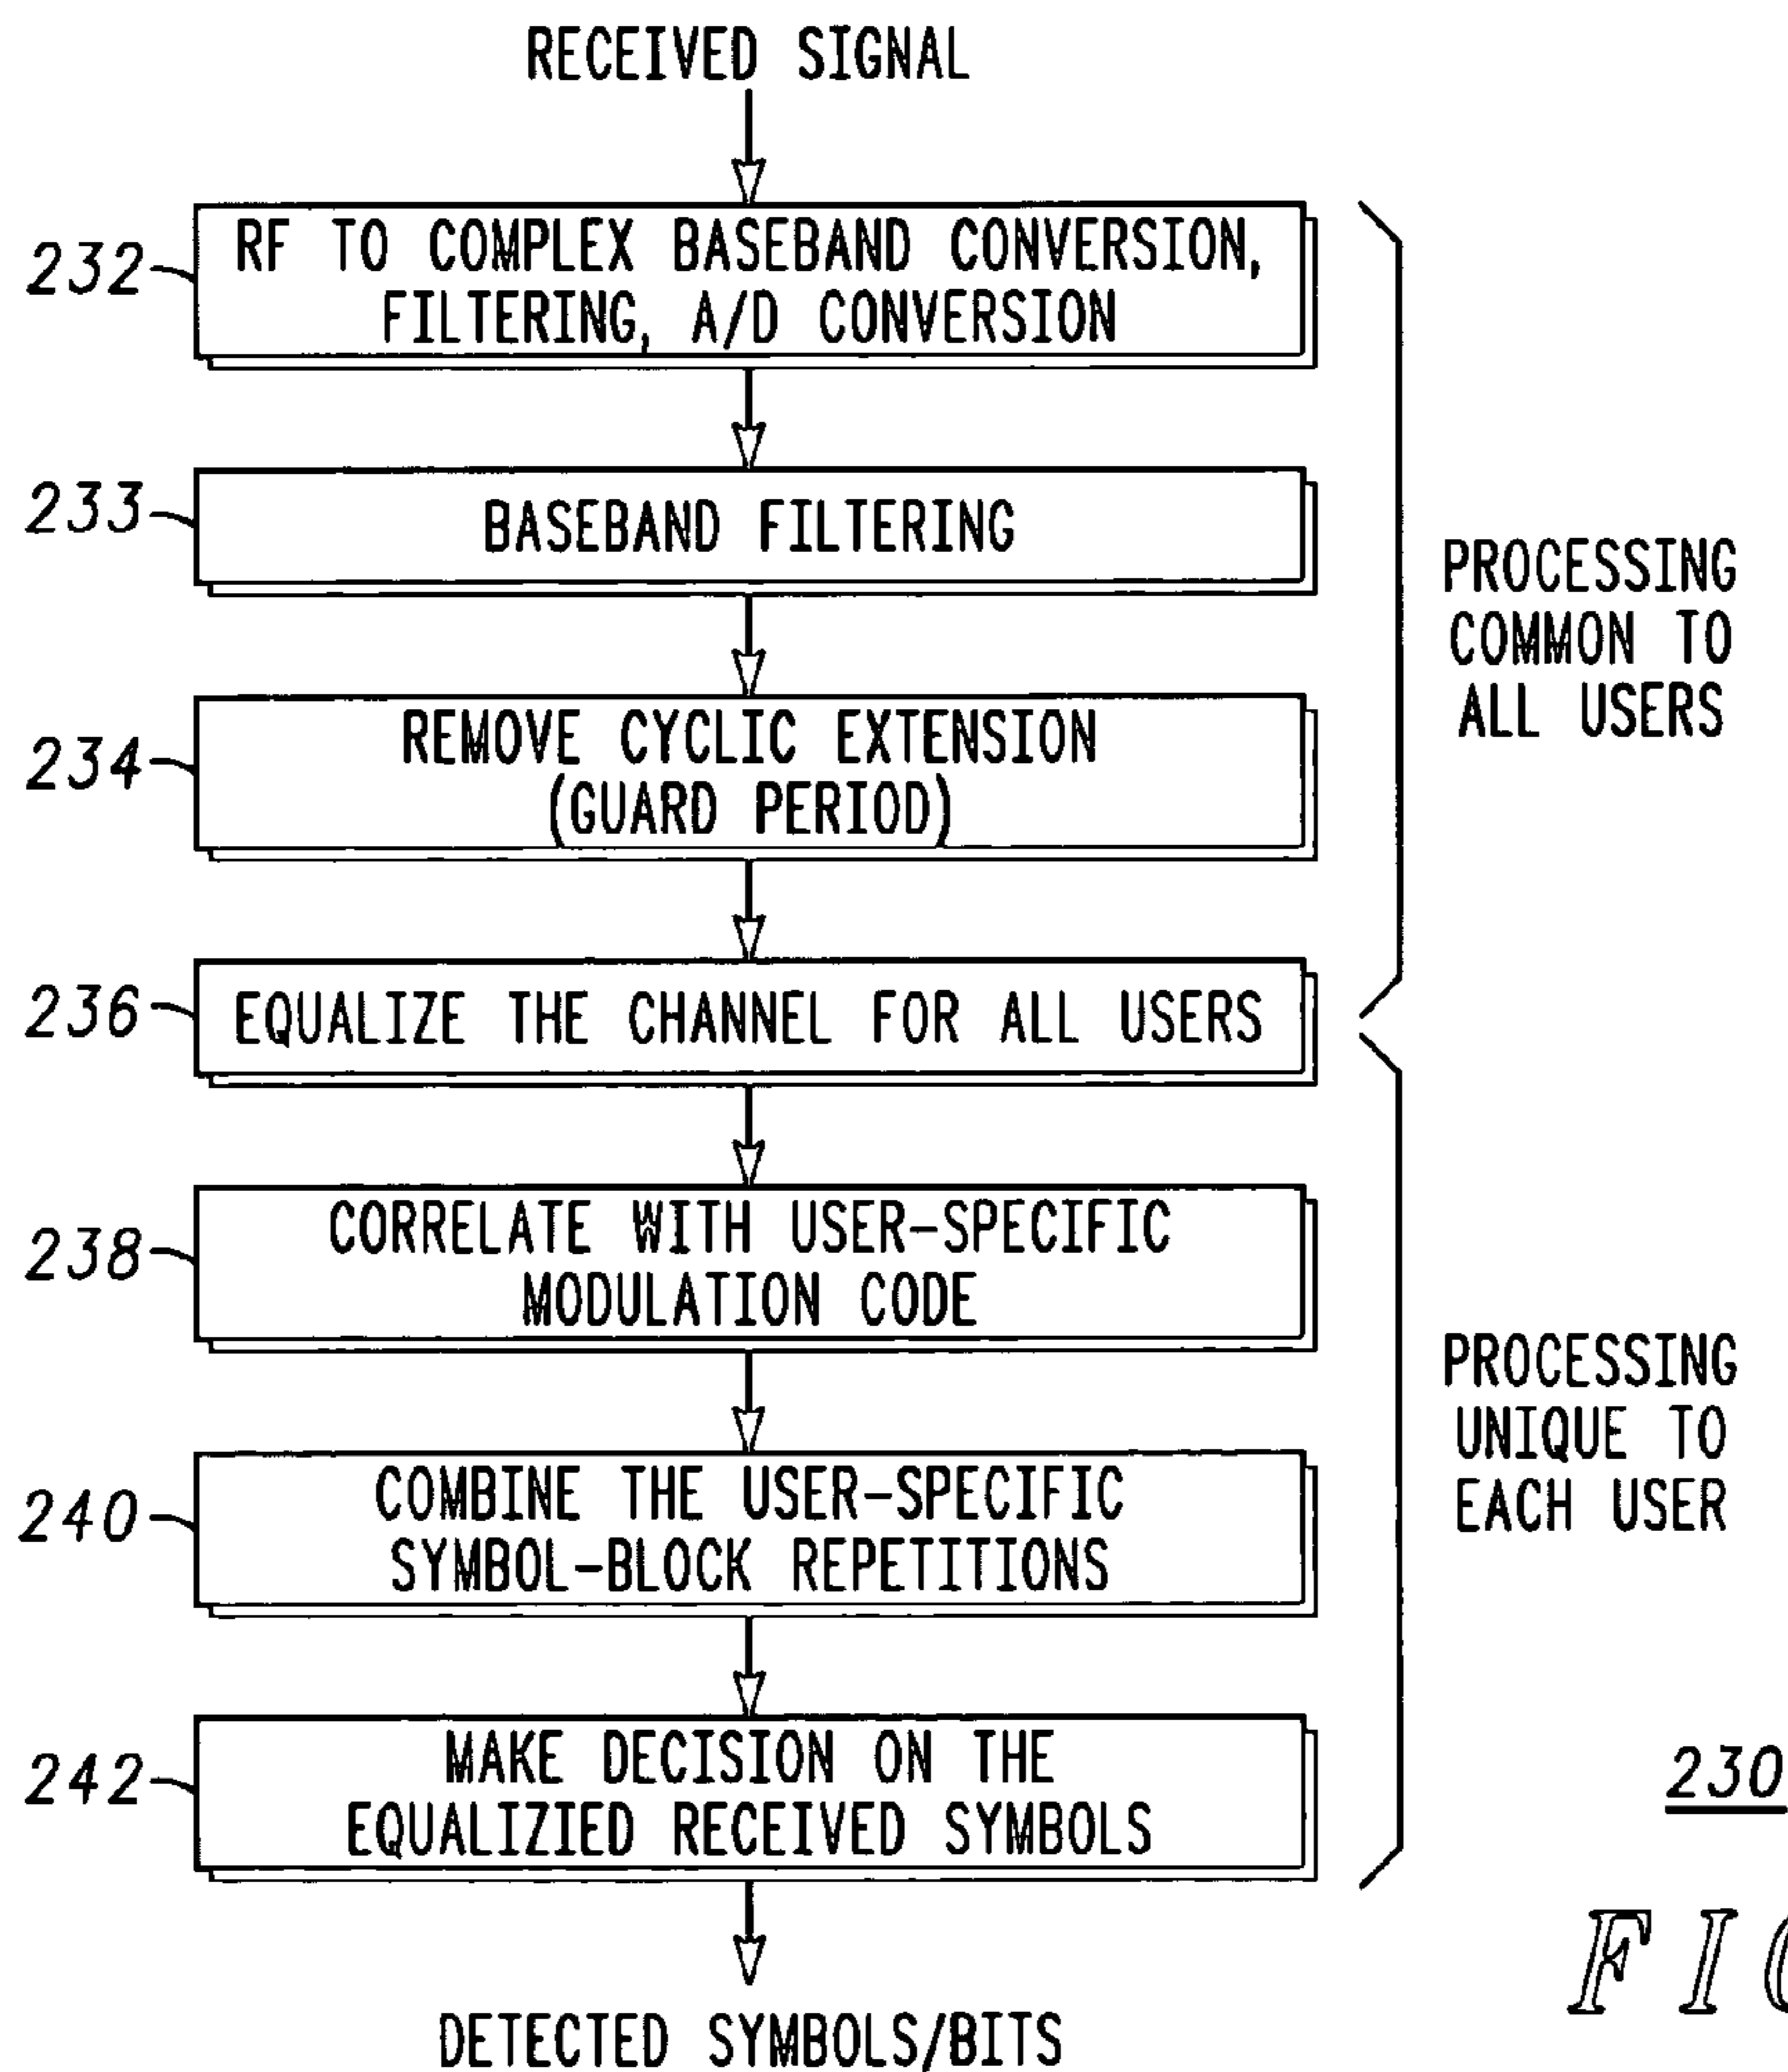 RECEIVED SIGNAL
232
RF TO COMPLEX BASEBAND CONVERSION,
FILTERING, A/D CONVERSION
233
BASEBAND FILTERING
PROCESSING
COMMON TO
ALL USERS
234
REMOVE CYCLIC EXTENSION
(GUARD PERIOD)
236
EQUALIZE THE CHANNEL FOR ALL USERS
238
CORRELATE WITH USER-SPECIFIC
MODULATION CODE
PROCESSING
UNIQUE TO
EACH USER
240
COMBINE THE USER-SPECIFIC
SYMBOL-BLOCK REPETITIONS
242
MAKE DECISION ON THE
EQUALIZIED RECEIVED SYMBOLS
230
DETECTED SYMBOLS/BITS